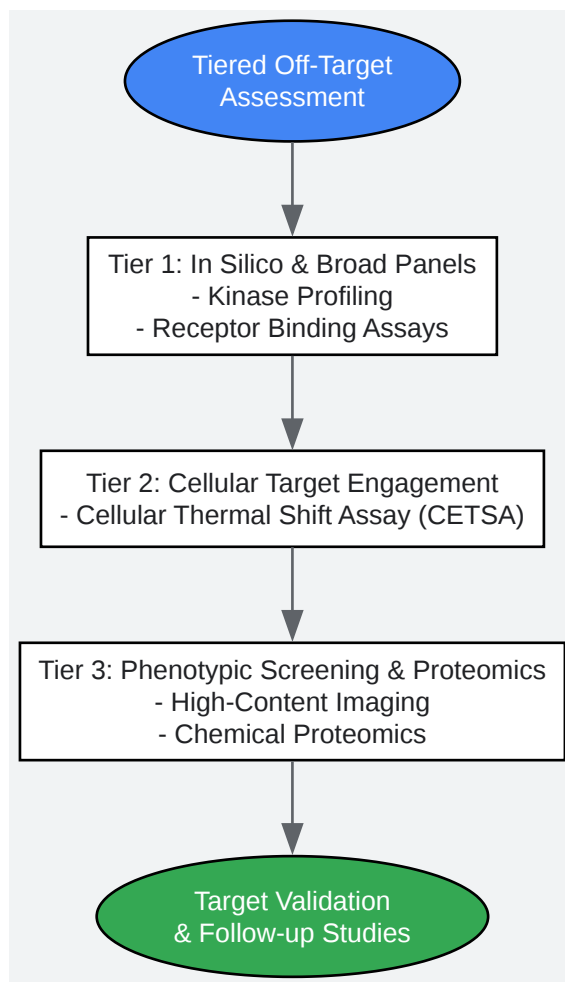 Tiered Off-Target
Assessment
Tier 1: In Silico & Broad Panels
- Kinase Profiling
- Receptor Binding Assays
Tier 2: Cellular Target Engagement
- Cellular Thermal Shift Assay (CETSA)
Tier 3: Phenotypic Screening & Proteomics
- High-Content Imaging
- Chemical Proteomics
Target Validation
& Follow-up Studies